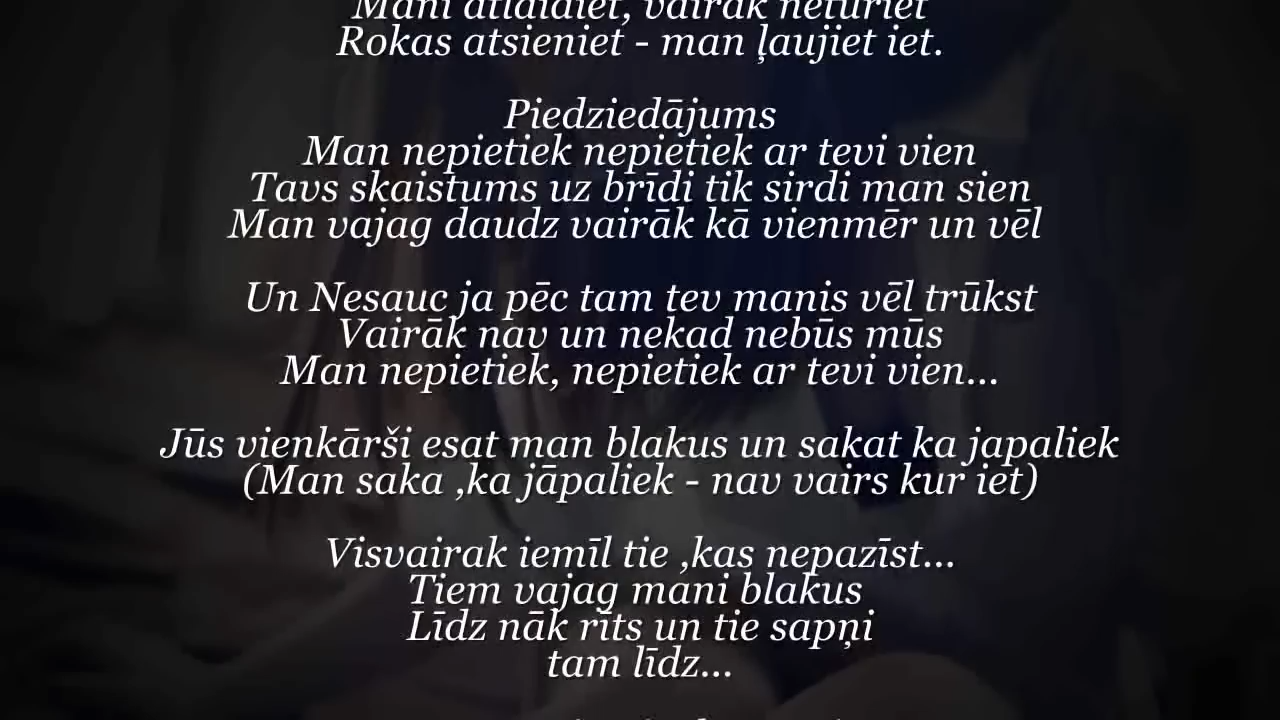 Mani atlaidiet, vairāk neturiet
Rokas atsieniet - man ļaujiet iet.
Piedziedājums
Man nepietiek nepietiek ar tevi vien
Tavs skaistums uz brīdi tik sirdi man sien
Man vajag daudz vairāk kā vienmēr un vēl
Un Nesauc ja pēc tam tev manis vēl trūkst
Vairāk nav un nekad nebūs mūs
Man nepietiek, nepietiek ar tevi vien...
Jūs vienkārši esat man blakus un sakat ka japaliek
(Man saka ,ka jāpaliek - nav vairs kur iet)
Visvairak iemīl tie ,kas nepazīst...
Tiem vajag mani blakus
Līdz nāk rīts un tie sapņi
tam līdz...